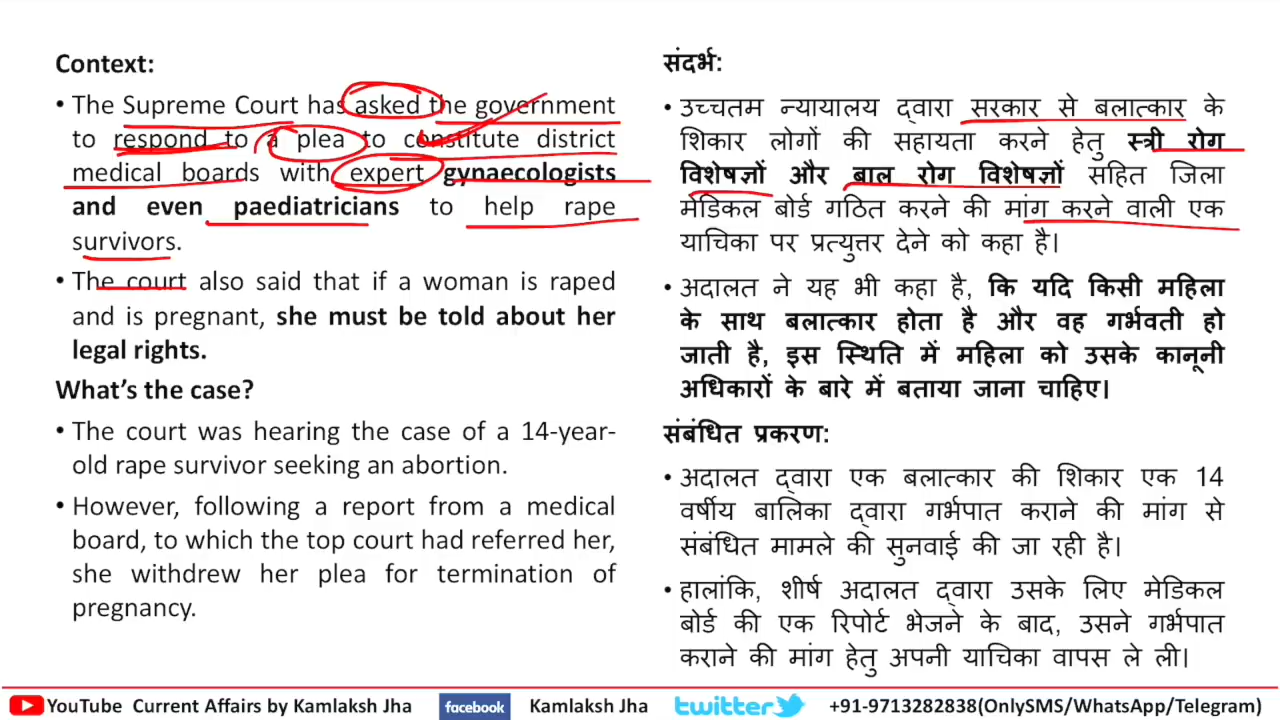 Context:
• The Supreme Court has asked the government
to respond to a plea to constitute district
medical boards with expert gynaecologists
and even paediatricians to help rape
survivors.
• The court also said that if a woman is raped
and is pregnant, she must be told about her
legal rights.
What's the case?
• The court was hearing the case of a 14-year-
old rape survivor seeking an abortion.
• However, following a report from a medical
board, to which the top court had referred her,
she withdrew her plea for termination of
pregnancy.
संदर्भ:
• उच्चतम न्यायालय द्वारा सरकार से बलात्कार के
शिकार लोगों की सहायता करने हेतु स्त्री रोग
विशेषज्ञों और बाल रोग विशेषज्ञों सहित जिला
मेडिकल बोर्ड गठित करने की मांग करने वाली एक
याचिका पर प्रत्युत्तर देने को कहा है।
• अदालत ने यह भी कहा है, कि यदि किसी महिला
के साथ बलात्कार होता है और वह गर्भवती हो
जाती है, इस स्थिति में महिला को उसके कानूनी
अधिकारों के बारे में बताया जाना चाहिए।
संबंधित प्रकरण:
• अदालत द्वारा एक बलात्कार की शिकार एक 14
वर्षीय बालिका द्वारा गर्भपात कराने की मांग से
संबंधित मामले की सुनवाई की जा रही है।
• हालांकि, शीर्ष अदालत द्वारा उसके लिए मेडिकल
बोर्ड की एक रिपोर्ट भेजने के बाद, उसने गर्भपात
कराने की मांग हेतु अपनी याचिका वापस ले ली।
YouTube Current Affairs by Kamlaksh Jha facebook Kamlaksh Jha twitter +91-9713282838(OnlySMS/WhatsApp/Telegram)